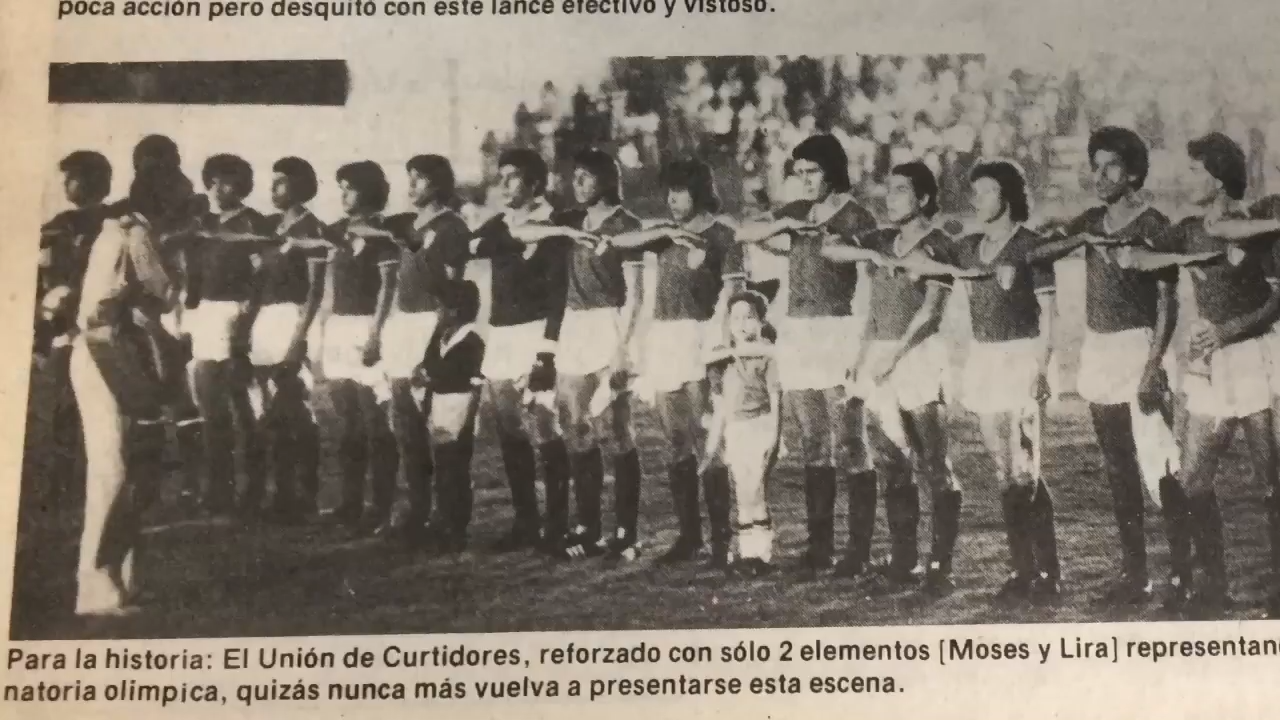 poca acción pero desquitó con este lance efectivo y vistoso.
Para la historia: El Unión de Curtidores, reforzado con sólo 2 elementos [Moses y Lira] representan
natoria olimpica, quizás nunca más vuelva a presentarse esta escena.